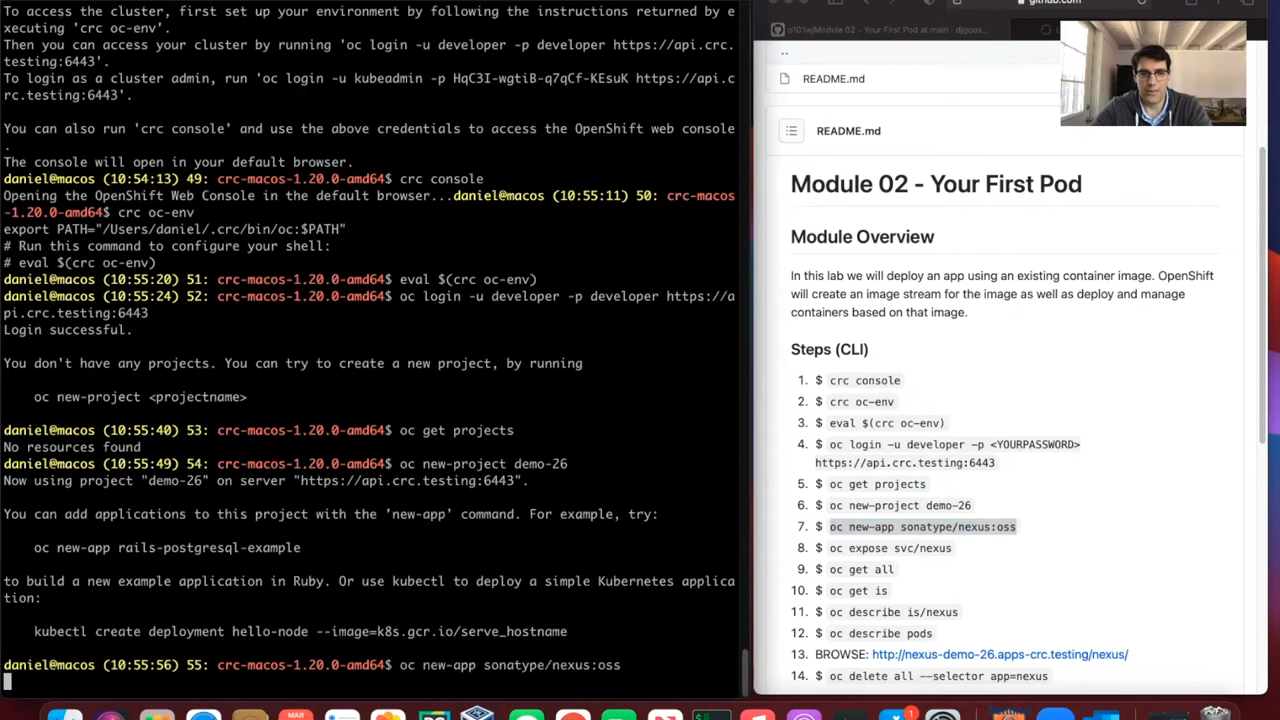 To access the cluster, first set up your environment by following the instructions returned by e
xecuting 'crc oc-env'.
Then you can access your cluster by running 'oc login -u developer -p developer https://api.crc.
testing:6443'.
To login as a cluster admin, run 'oc login -u kubeadmin -p HqC3I-wgtiB-q7qCf-KEsuK https://api.c
rc.testing:6443'.
You can also run 'crc console' and use the above credentials to access the OpenShift web console
.
The console will open in your default browser.
daniel@macos (10:54:13) 49: crc-macos-1.20.0-amd64$ crc console
Opening the OpenShift Web Console in the default browser...daniel@macos (10:55:11) 50: crc-macos
-1.20.0-amd64$ crc oc-env
export PATH="/Users/daniel/.crc/bin/oc:$PATH"
# Run this command to configure your shell:
# eval $(crc oc-env)
daniel@macos (10:55:20) 51: crc-macos-1.20.0-amd64$ eval $(crc oc-env)
daniel@macos (10:55:24) 52: crc-macos-1.20.0-amd64$ oc login -u developer -p developer https://a
pi.crc.testing:6443
Login successful.
You don't have any projects. You can try to create a new project, by running
oc new-project <projectname>
daniel@macos (10:55:40) 53: crc-macos-1.20.0-amd64$ oc get projects
No resources found
daniel@macos (10:55:49) 54: crc-macos-1.20.0-amd64$ oc new-project demo-26
Now using project "demo-26" on server "https://api.crc.testing:6443".
You can add applications to this project with the 'new-app' command. For example, try:
oc new-app rails-postgresql-example
to build a new example application in Ruby. Or use kubectl to deploy a simple Kubernetes applica
tion:
kubectl create deployment hello-node --image=k8s.gcr.io/serve_hostname
daniel@macos (10:55:56) 55: crc-macos-1.20.0-amd64$ oc new-app sonatype/nexus:oss
github.com
Module 02 - Your First Pod at main
..
README.md
README.md
Module 02 - Your First Pod
Module Overview
In this lab we will deploy an app using an existing container image. OpenShift
will create an image stream for the image as well as deploy and manage
containers based on that image.
Steps (CLI)
1. $ crc console
2. $ crc oc-env
3. $ eval $(crc oc-env)
4. $ oc login -u developer -p <YOURPASSWORD>
https://api.crc.testing:6443
5. $ oc get projects
6. $ oc new-project demo-26
7. $ oc new-app sonatype/nexus:oss
8. $ oc expose svc/nexus
9. $ oc get all
10. $ oc get is
11. $ oc describe is/nexus
12. $ oc describe pods
13. BROWSE: http://nexus-demo-26.apps-crc.testing/nexus/
14. $ oc delete all --selector app=nexus
MAR